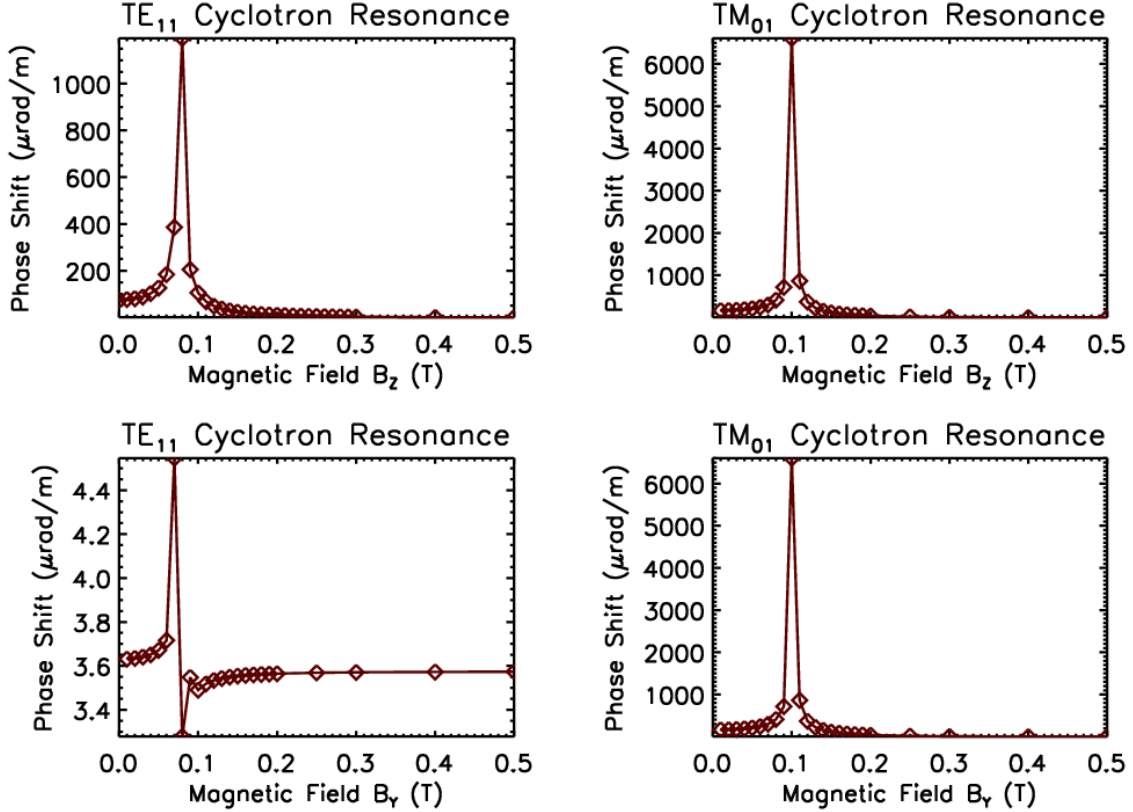 TE₁₁ Cyclotron Resonance
Phase Shift (μrad/m)
1000
800
600
400
200
0.0 0.1 0.2 0.3 0.4 0.5
Magnetic Field B_Z (T)
TM₀₁ Cyclotron Resonance
Phase Shift (μrad/m)
6000
5000
4000
3000
2000
1000
0.0 0.1 0.2 0.3 0.4 0.5
Magnetic Field B_Z (T)
TE₁₁ Cyclotron Resonance
Phase Shift (μrad/m)
4.4
4.2
4.0
3.8
3.6
3.4
0.0 0.1 0.2 0.3 0.4 0.5
Magnetic Field B_Y (T)
TM₀₁ Cyclotron Resonance
Phase Shift (μrad/m)
6000
5000
4000
3000
2000
1000
0.0 0.1 0.2 0.3 0.4 0.5
Magnetic Field B_Y (T)